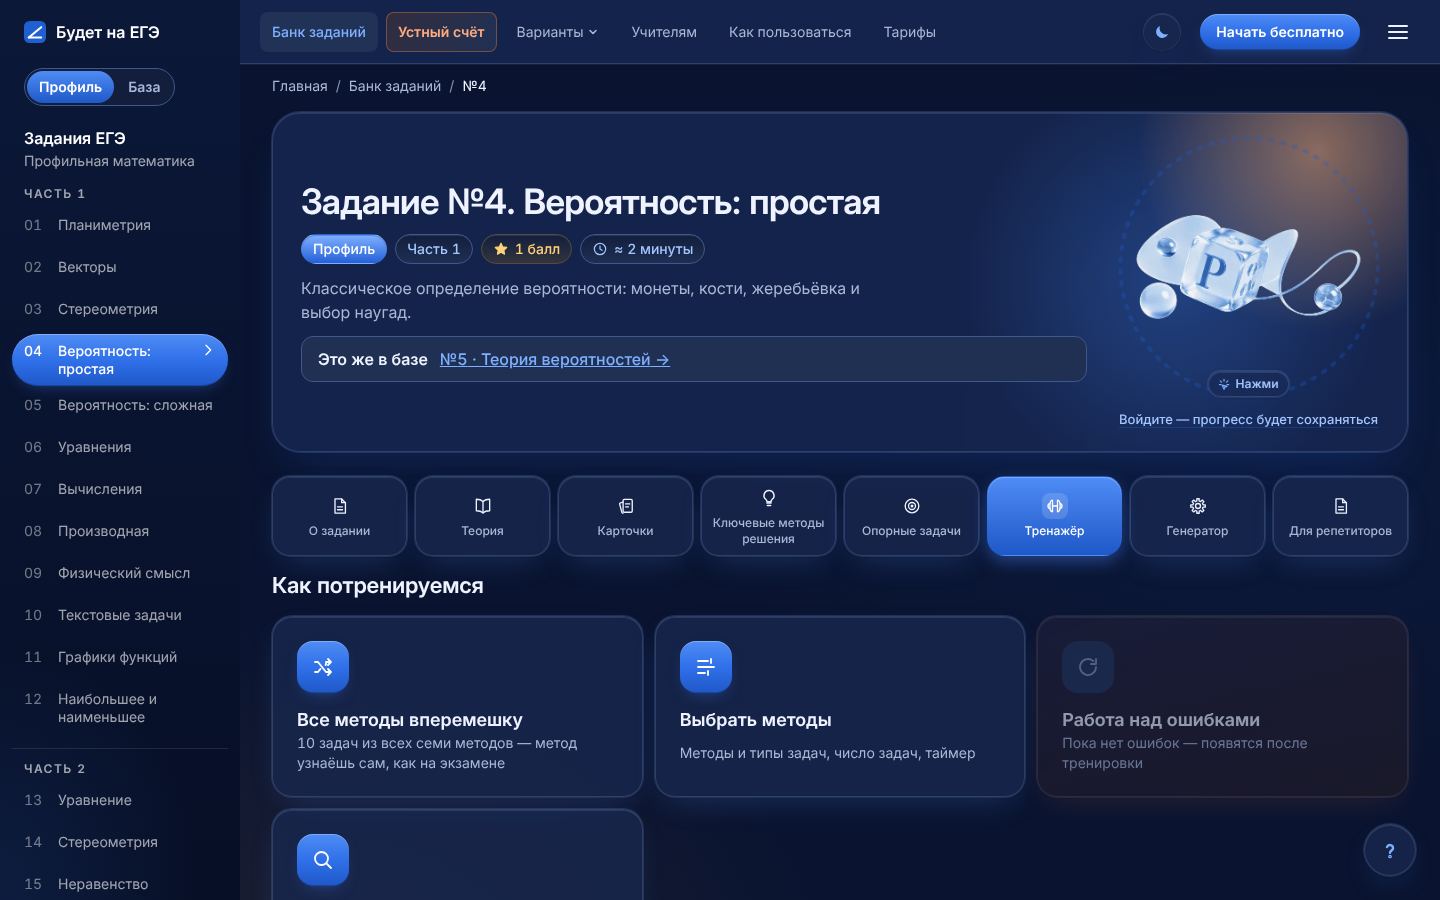 Будет на ЕГЭ
Банк заданий
Устный счёт
Варианты
Учителям
Как пользоваться
Тарифы
Начать бесплатно
Профиль
База
Задания ЕГЭ
Профильная математика
ЧАСТЬ 1
01 Планиметрия
02 Векторы
03 Стереометрия
04 Вероятность:
простая
05 Вероятность: сложная
06 Уравнения
07 Вычисления
08 Производная
09 Физический смысл
10 Текстовые задачи
11 Графики функций
12 Наибольшее и
наименьшее
ЧАСТЬ 2
13 Уравнение
14 Стереометрия
15 Неравенство
Главная / Банк заданий / №4
Задание №4. Вероятность: простая
Профиль
Часть 1
1 балл
≈ 2 минуты
Классическое определение вероятности: монеты, кости, жеребьёвка и
выбор наугад.
Это же в базе №5 · Теория вероятностей →
P
Нажми
Войдите — прогресс будет сохраняться
О задании
Теория
Карточки
Ключевые методы
решения
Опорные задачи
Тренажёр
Генератор
Для репетиторов
Как потренируемся
Все методы вперемешку
10 задач из всех семи методов — метод
узнаёшь сам, как на экзамене
Выбрать методы
Методы и типы задач, число задач, таймер
Работа над ошибками
Пока нет ошибок — появятся после
тренировки
?